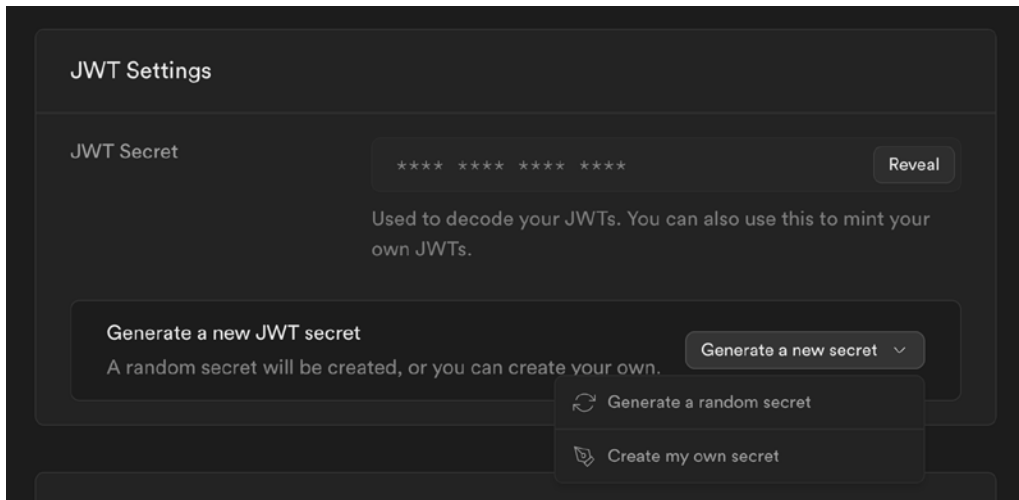 JWT Settings
JWT Secret
**** **** **** ****
Reveal
Used to decode your JWTs. You can also use this to mint your
own JWTs.
Generate a new JWT secret
A random secret will be created, or you can create your own.
Generate a new secret
Generate a random secret
Create my own secret